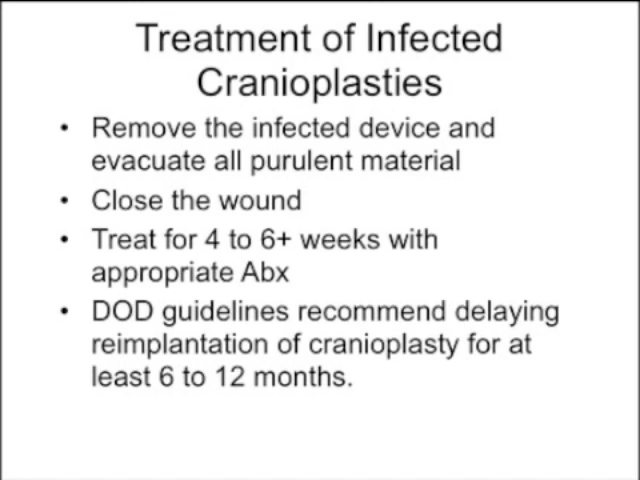 Treatment of Infected
Cranioplasties
• Remove the infected device and
evacuate all purulent material
• Close the wound
• Treat for 4 to 6+ weeks with
appropriate Abx
• DOD guidelines recommend delaying
reimplantation of cranioplasty for at
least 6 to 12 months.